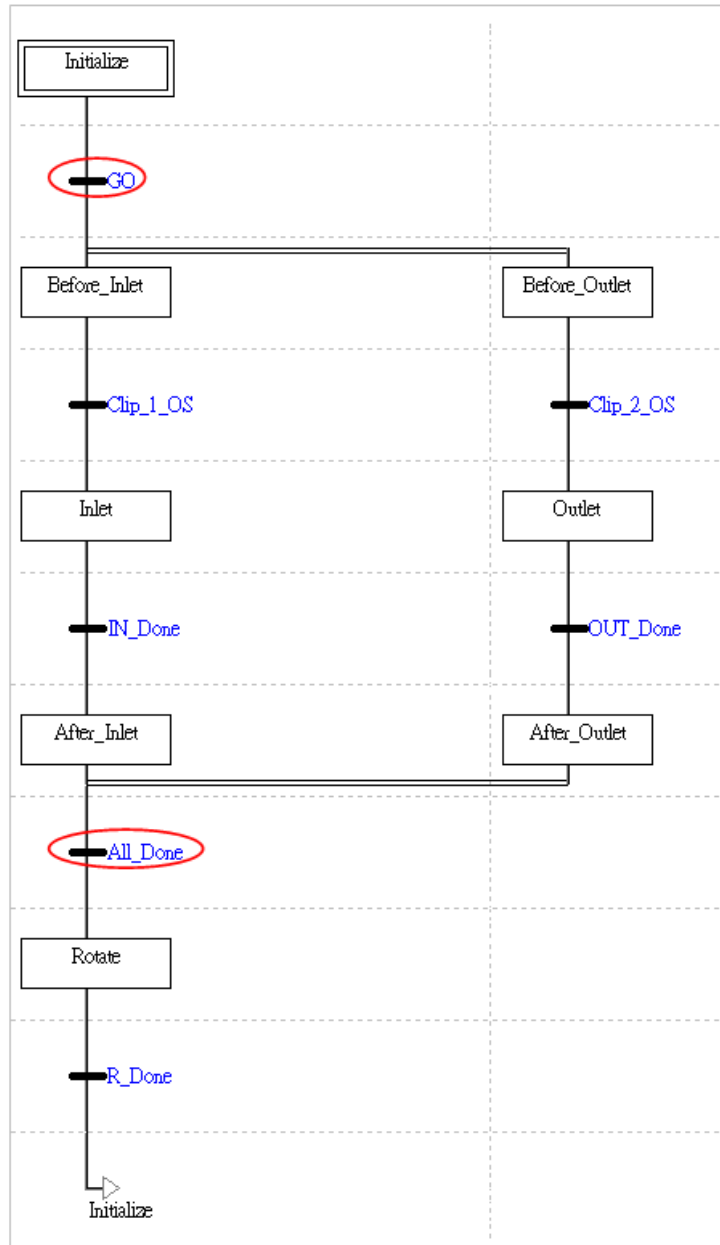 Initialize
GO
Before_Inlet
Before_Outlet
Clip_1_OS
Clip_2_OS
Inlet
Outlet
IN_Done
OUT_Done
After_Inlet
After_Outlet
All_Done
Rotate
R_Done
Initialize